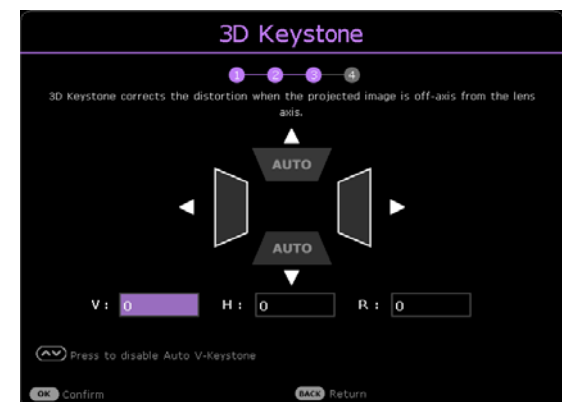 3D Keystone
1 2 3 4
3D Keystone corrects the distortion when the projected image is off-axis from the lens
axis.
AUTO
AUTO
V : 0 H : 0 R : 0
Press to disable Auto V-Keystone
OK Confirm BACK Return